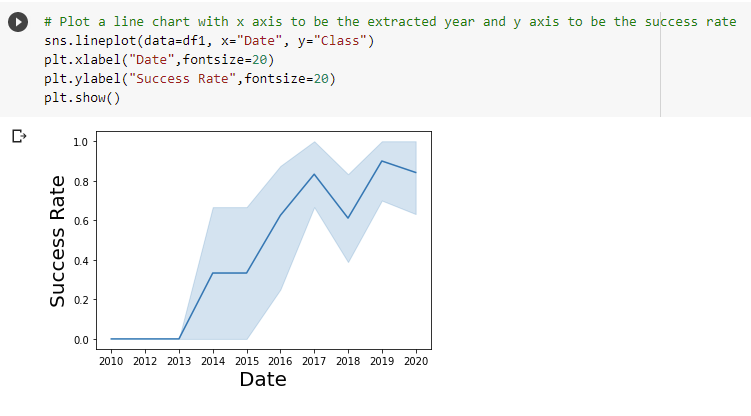 # Plot a line chart with x axis to be the extracted year and y axis to be the success rate
sns.lineplot(data=df1, x="Date", y="Class")
plt.xlabel("Date",fontsize=20)
plt.ylabel("Success Rate",fontsize=20)
plt.show()
1.0
0.8
0.6
0.4
0.2
0.0
Success Rate
2010 2012 2013 2014 2015 2016 2017 2018 2019 2020
Date